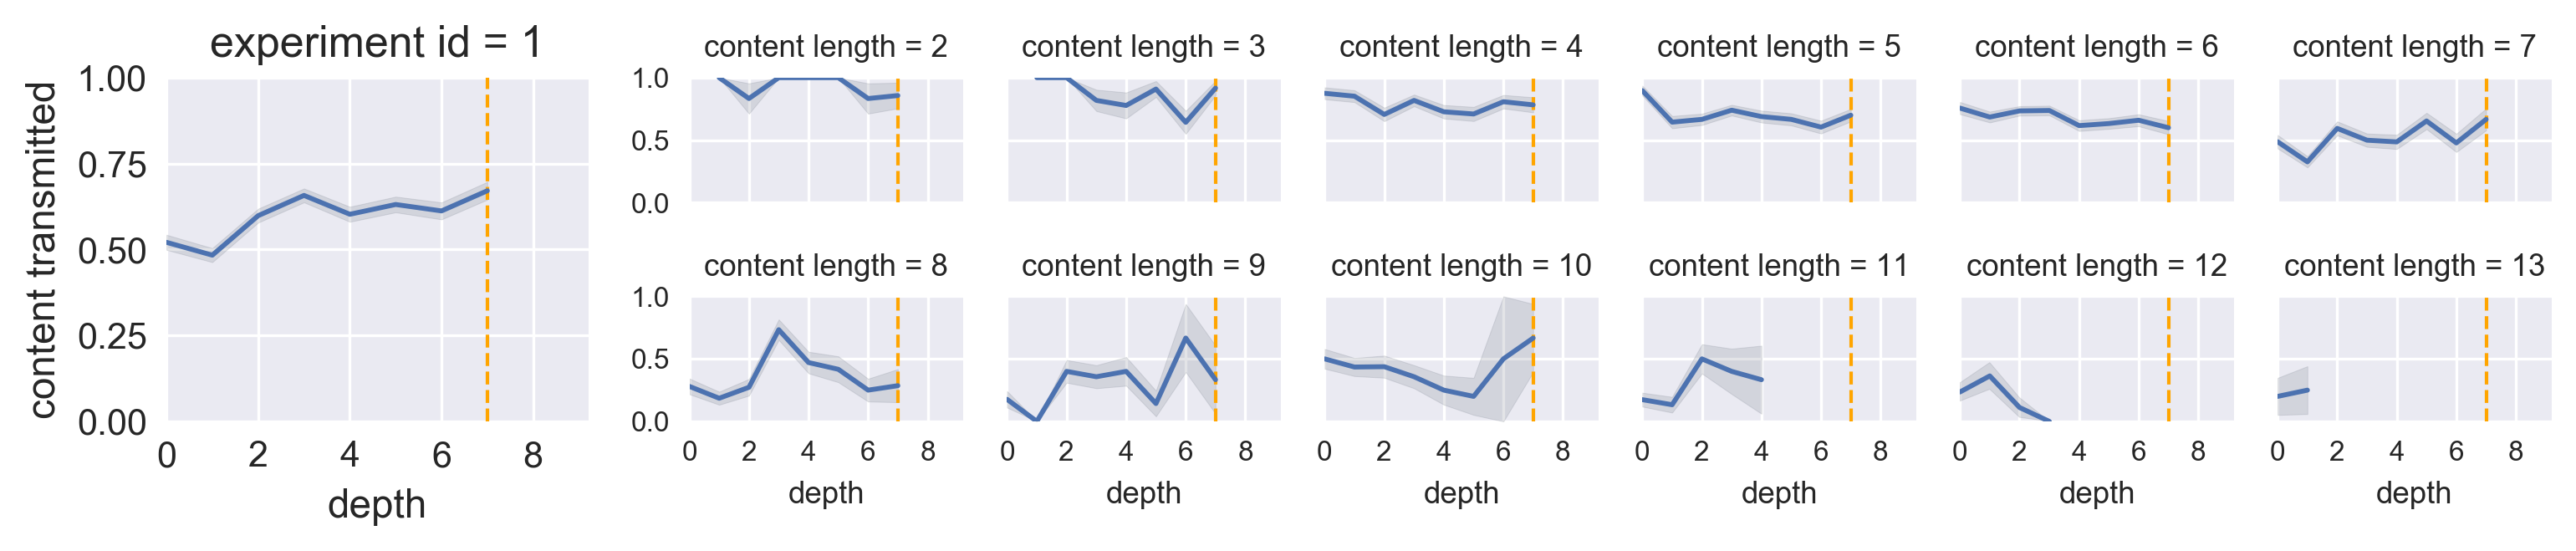 experiment id = 1
content transmitted
1.00
0.75
0.50
0.25
0.00
0 2 4 6 8
depth
content length = 2
content length = 3
content length = 4
content length = 5
content length = 6
content length = 7
1.0
0.5
0.0
content length = 8
content length = 9
content length = 10
content length = 11
content length = 12
content length = 13
1.0
0.5
0.0
0 2 4 6 8
0 2 4 6 8
0 2 4 6 8
0 2 4 6 8
0 2 4 6 8
0 2 4 6 8
depth
depth
depth
depth
depth
depth